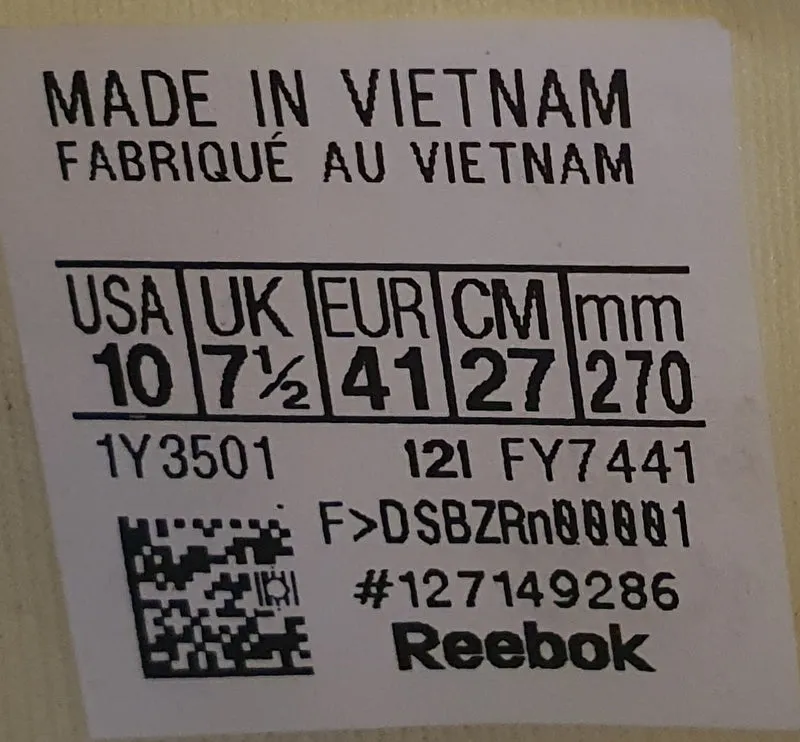 MADE IN VIETNAM
FABRIQUÉ AU VIETNAM
USA UK EUR CM mm
10 7½ 41 27 270
1Y3501 121 FY7441
F>DSBZRn000001
#127149286
Reebok